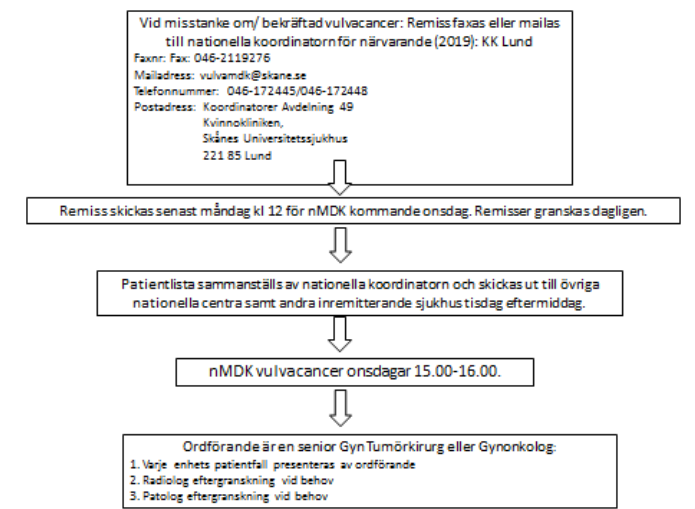 Vid misstanke om/ bekräftad vulvacancer: Remiss faxas eller mailas
till nationella koordinatorn för närvarande (2019): KK Lund
Faxnr: Fax: 046-2119276
Mailadress: vulvamdk@skane.se
Telefonnummer: 046-172445/046-172448
Postadress: Koordinatorer Avdelning 49
Kvinnokliniken,
Skånes Universitetssjukhus
221 85 Lund
Remiss skickas senast måndag kl 12 för nMDK kommande onsdag. Remisser granskas dagligen.
Patientlista sammanställs av nationella koordinatorn och skickas ut till övriga
nationella centra samt andra inremitterande sjukhus tisdag eftermiddag.
nMDK vulvacancer onsdagar 15.00-16.00.
Ordförande är en senior Gyn Tumörkirurg eller Gynonkolog:
1. Varje enhets patientfall presenteras av ordförande
2. Radiolog eftergranskning vid behov
3. Patolog eftergranskning vid behov